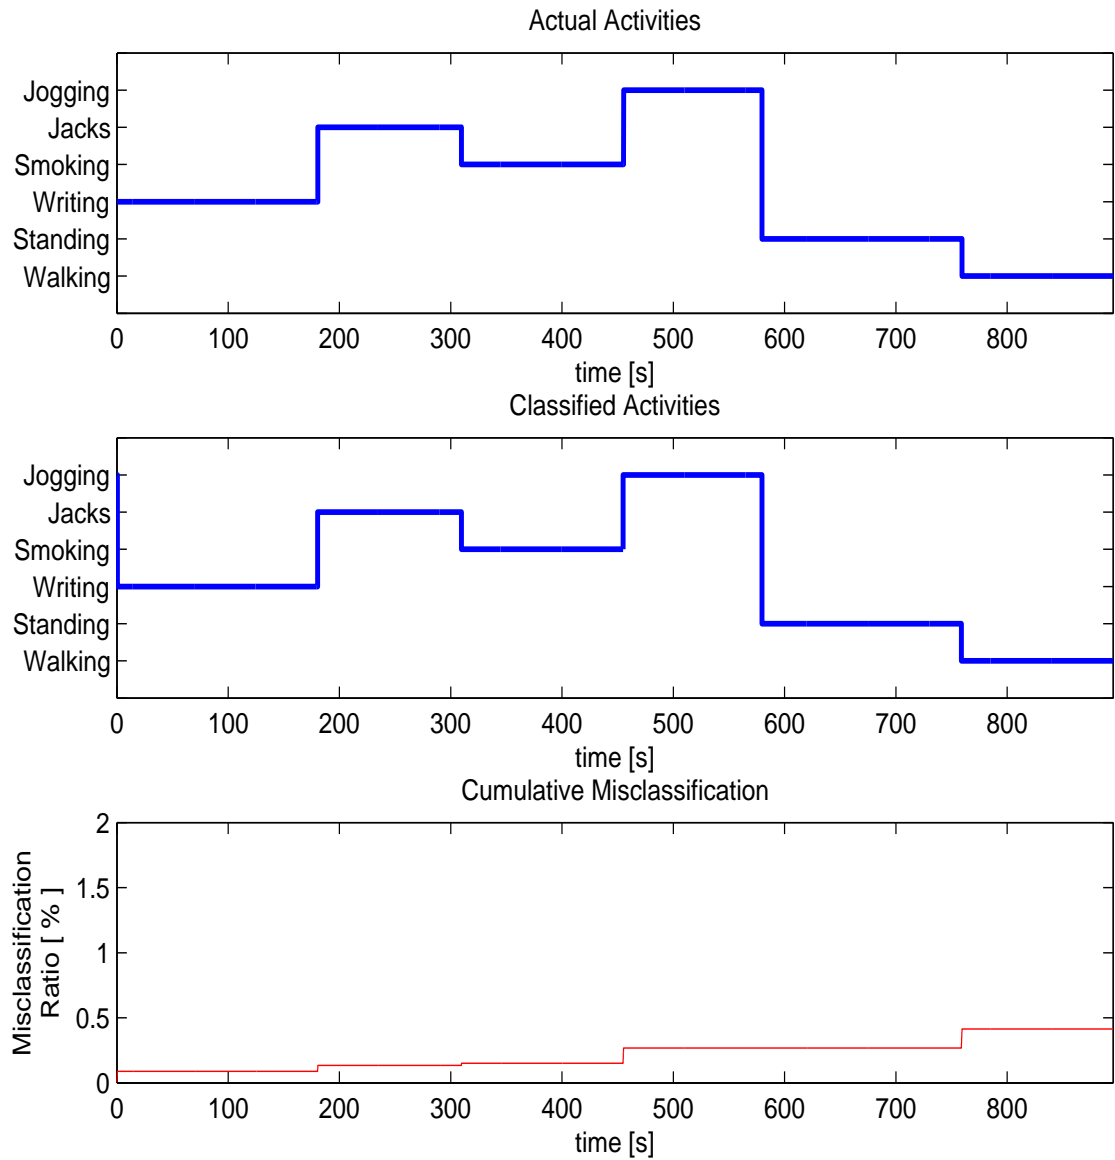 Actual Activities
Jogging
Jacks
Smoking
Writing
Standing
Walking
0 100 200 300 400 500 600 700 800
time [s]
Classified Activities
Jogging
Jacks
Smoking
Writing
Standing
Walking
0 100 200 300 400 500 600 700 800
time [s]
Cumulative Misclassification
Misclassification
Ratio [ % ]
2
1.5
1
0.5
0
0 100 200 300 400 500 600 700 800
time [s]